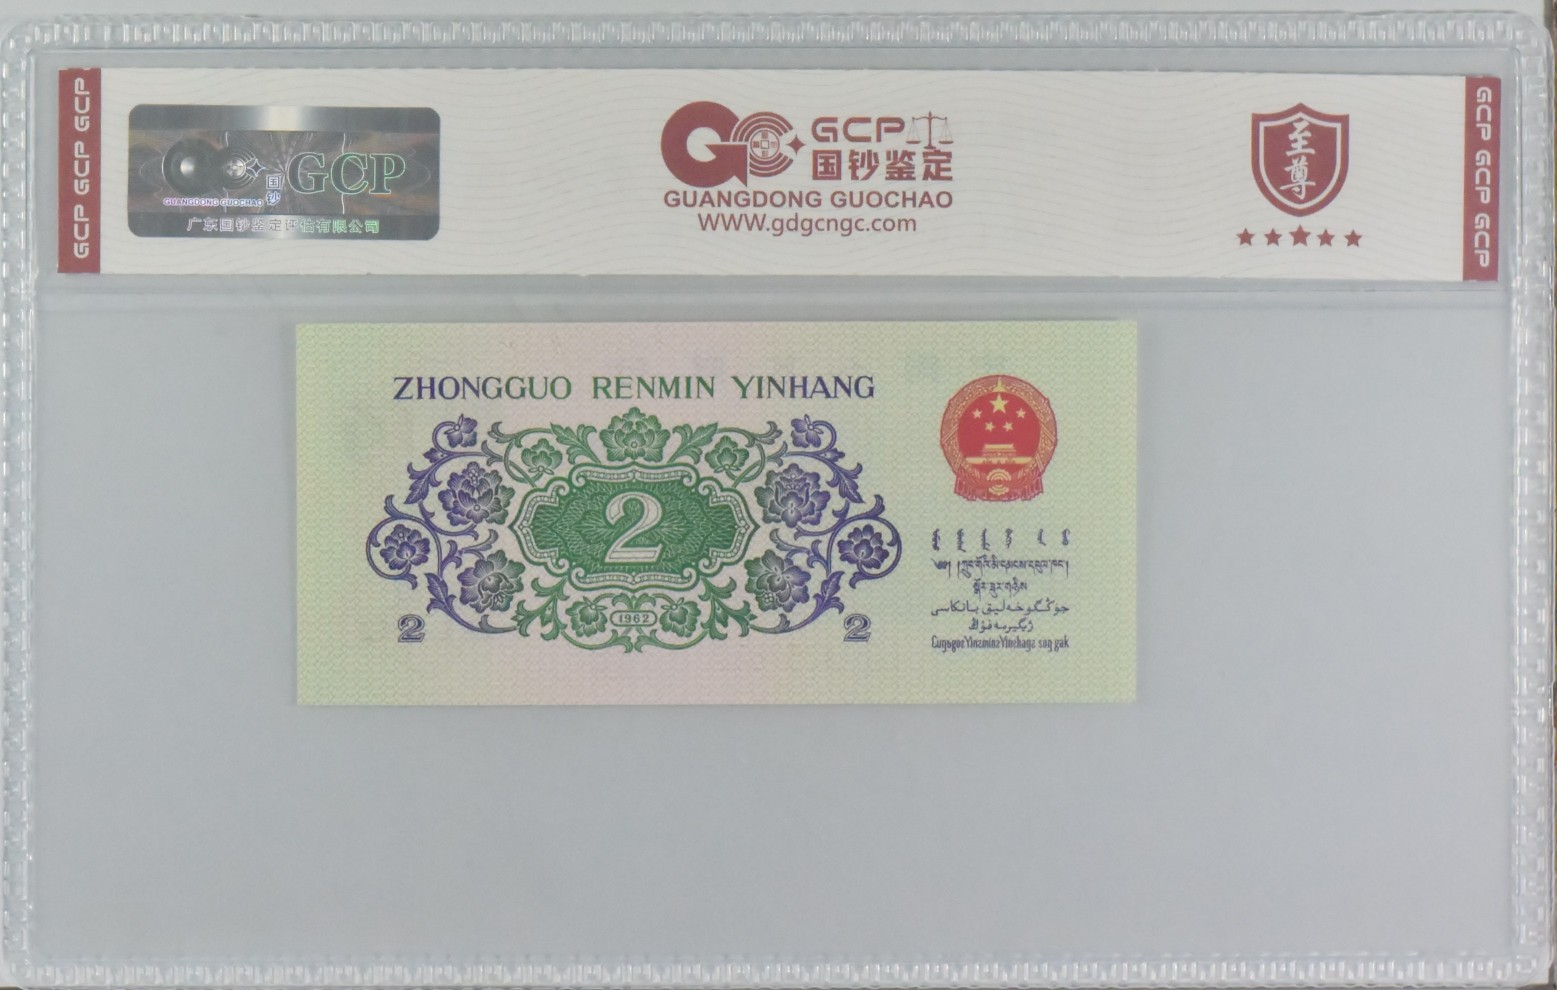 GCP GCP GCP
GCP
国钞
GUANGDONG GUOCHAO
广东国钞鉴定评估有限公司
GCP
国钞鉴定
GUANGDONG GUOCHAO
WWW.gdgcngc.com
至尊
GCP GCP GCP
ZHONGGUO RENMIN YINHANG
2
1962
2
2
جۇڭگوخەلىق بانكاسى